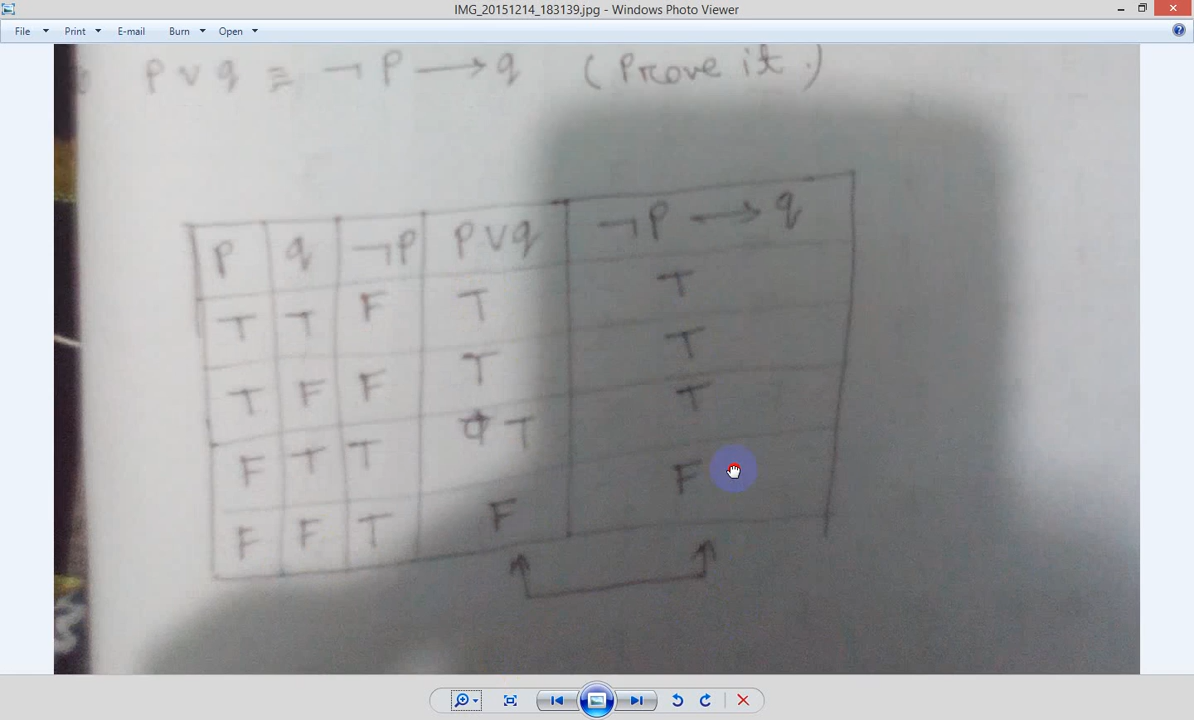 IMG_20151214_183139.jpg - Windows Photo Viewer
File Print E-mail Burn Open
P ∨ q ≡ ¬ P → q (Prove it.)
P q ¬P P∨q ¬P → q
T T F T T
T F F T T
F T T T T
F F T F F